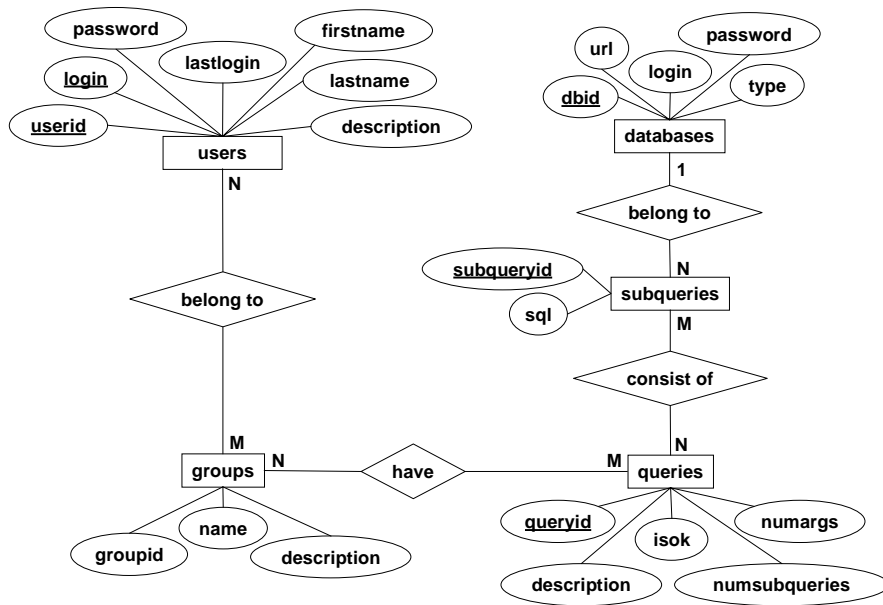 password
firstname
login
lastlogin
lastname
userid
description
users
N
belong to
M
groups
N
have
M
groupid
name
description
url
password
login
dbid
type
databases
1
belong to
N
subqueryid
subqueries
sql
M
consist of
N
queries
queryid
isok
numargs
description
numsubqueries